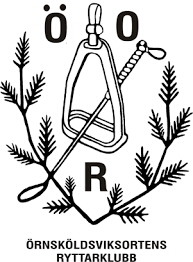 Ö O
R
ÖRNSKÖLDSVIKSORTENS
RYTTARKLUBB